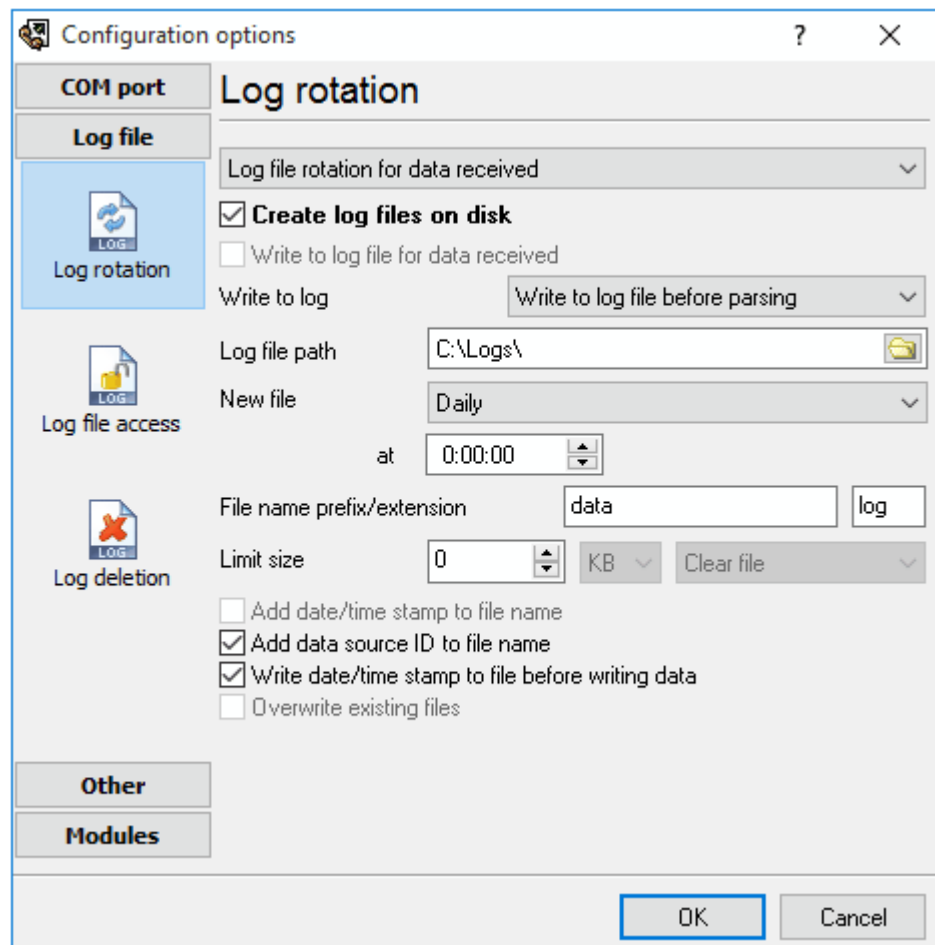 Configuration options
?
COM port
Log file
LOG
Log rotation
LOG
Log file access
LOG
Log deletion
Other
Modules
Log rotation
Log file rotation for data received
Create log files on disk
Write to log file for data received
Write to log Write to log file before parsing
Log file path C:\Logs\
New file Daily
at 0:00:00
File name prefix/extension data log
Limit size 0 KB Clear file
Add date/time stamp to file name
Add data source ID to file name
Write date/time stamp to file before writing data
Overwrite existing files
OK Cancel